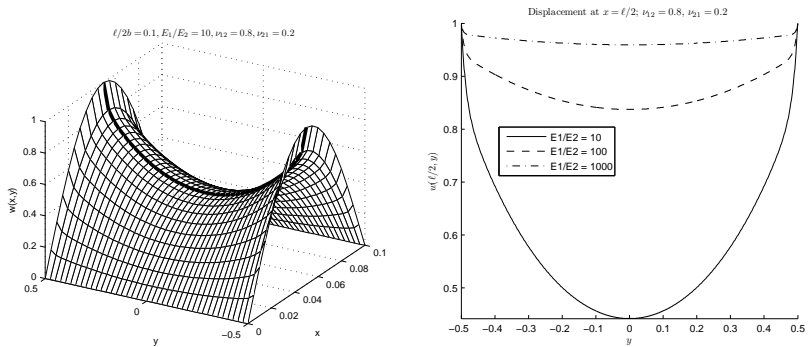 ℓ/2b = 0.1, E₁/E₂ = 10, ν₁₂ = 0.8, ν₂₁ = 0.2
1
0.8
0.6
0.4
0.2
0
w(x,y)
0.5
0
-0.5
y
0
0.02
0.04
0.06
0.08
0.1
x
Displacement at x = ℓ/2; ν₁₂ = 0.8, ν₂₁ = 0.2
1
0.9
0.8
0.7
0.6
0.5
w(ℓ/2, y)
E1/E2 = 10
E1/E2 = 100
E1/E2 = 1000
-0.5 -0.4 -0.3 -0.2 -0.1 0 0.1 0.2 0.3 0.4 0.5
y